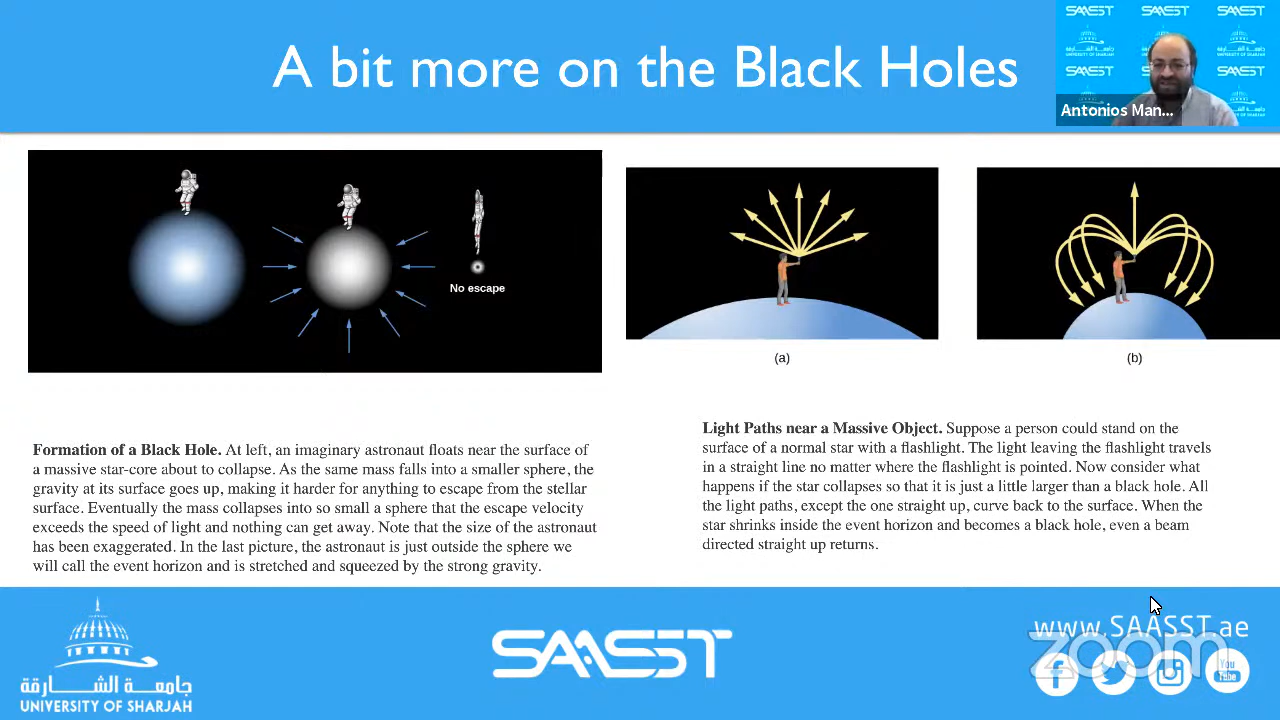 A bit more on the Black Holes
SAASST SAASST SAASST
جامعة الشارقة
UNIVERSITY OF SHARJAH
UNIVERSITY OF SHARJAH
SAASST SAASST
Antonios Man...
No escape
(a)
(b)
Formation of a Black Hole. At left, an imaginary astronaut floats near the surface of
a massive star-core about to collapse. As the same mass falls into a smaller sphere, the
gravity at its surface goes up, making it harder for anything to escape from the stellar
surface. Eventually the mass collapses into so small a sphere that the escape velocity
exceeds the speed of light and nothing can get away. Note that the size of the astronaut
has been exaggerated. In the last picture, the astronaut is just outside the sphere we
will call the event horizon and is stretched and squeezed by the strong gravity.
Light Paths near a Massive Object. Suppose a person could stand on the
surface of a normal star with a flashlight. The light leaving the flashlight travels
in a straight line no matter where the flashlight is pointed. Now consider what
happens if the star collapses so that it is just a little larger than a black hole. All
the light paths, except the one straight up, curve back to the surface. When the
star shrinks inside the event horizon and becomes a black hole, even a beam
directed straight up returns.
جامعة الشارقة
UNIVERSITY OF SHARJAH
SAASST
www.SAASST.ae
zoom
You
Tube